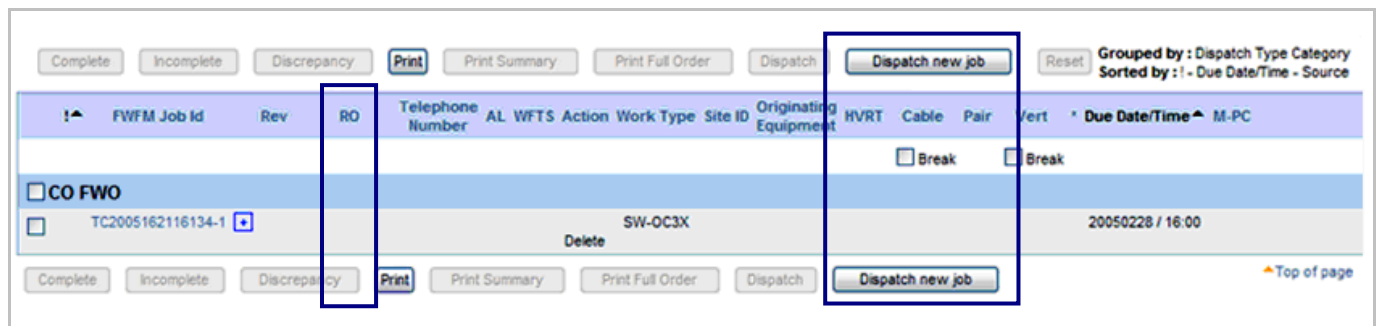 Complete Incomplete Discrepancy Print Print Summary Print Full Order Dispatch Dispatch new job Reset Grouped by : Dispatch Type Category
Sorted by : ! - Due Date/Time - Source
! FWFM Job Id Rev RO Telephone Number AL WFTS Action Work Type Site ID Originating Equipment HVRT Cable Pair Vert * Due Date/Time M-PC
Break Break
CO FWO
TC2005162116134-1 + SW-OC3X 20050228 / 16:00
Delete
Complete Incomplete Discrepancy Print Print Summary Print Full Order Dispatch Dispatch new job Top of page